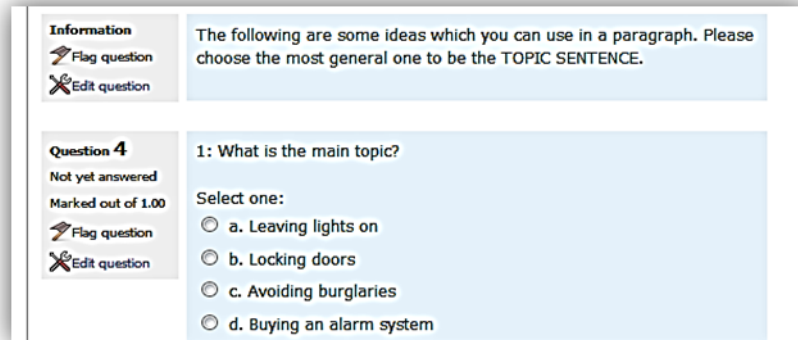 Information
The following are some ideas which you can use in a paragraph. Please
Flag question
choose the most general one to be the TOPIC SENTENCE.
Edit question
Question 4
1: What is the main topic?
Not yet answered
Marked out of 1.00
Select one:
Flag question
a. Leaving lights on
Edit question
b. Locking doors
c. Avoiding burglaries
d. Buying an alarm system